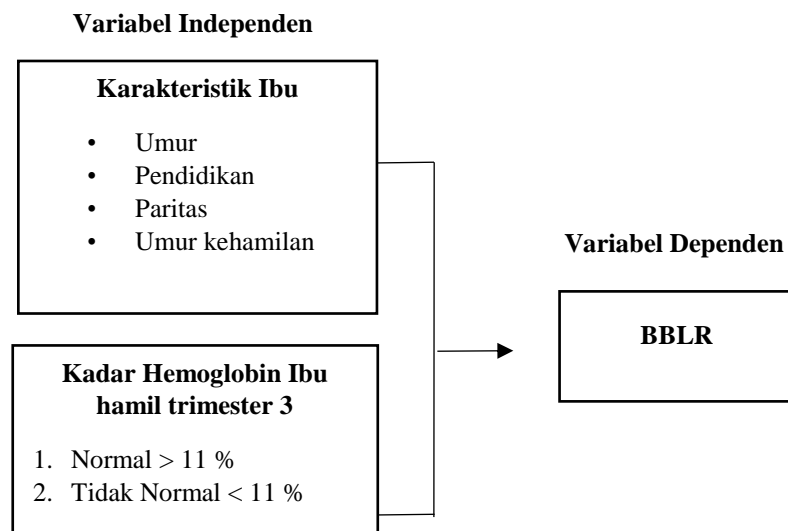 Variabel Independen
Karakteristik Ibu
• Umur
• Pendidikan
• Paritas
• Umur kehamilan
Variabel Dependen
BBLR
Kadar Hemoglobin Ibu
hamil trimester 3
1. Normal > 11 %
2. Tidak Normal < 11 %